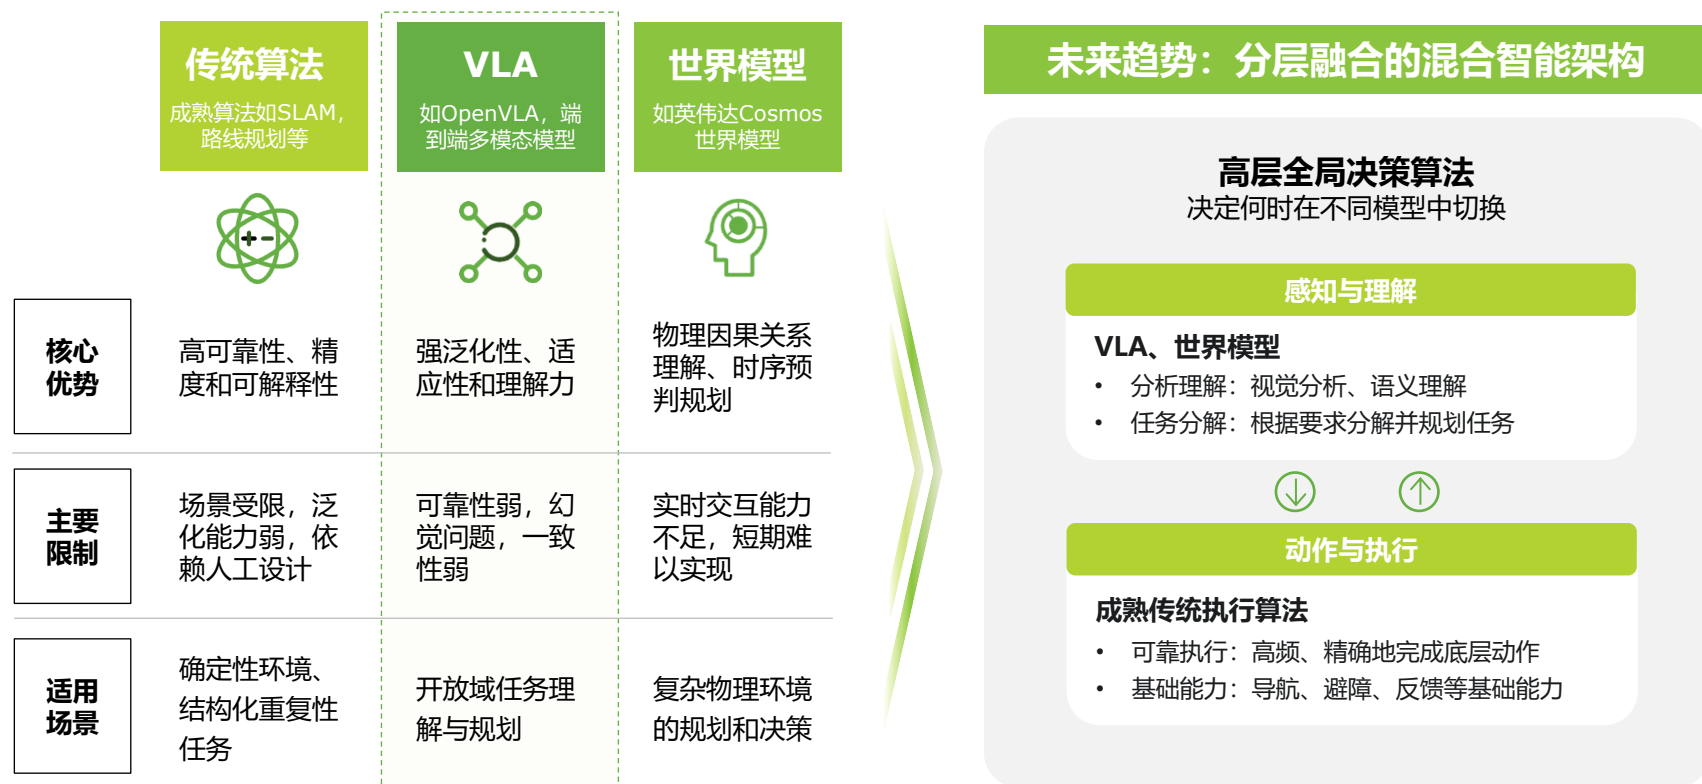 传统算法
成熟算法如SLAM，
路线规划等
VLA
如OpenVLA，端
到端多模态模型
世界模型
如英伟达Cosmos
世界模型
核心
优势
高可靠性、精
度和可解释性
强泛化性、适
应性和理解力
物理因果关系
理解、时序预
判规划
主要
限制
场景受限，泛
化能力弱，依
赖人工设计
可靠性弱，幻
觉问题，一致
性弱
实时交互能力
不足，短期难
以实现
适用
场景
确定性环境、
结构化重复性
任务
开放域任务理
解与规划
复杂物理环境
的规划和决策
未来趋势：分层融合的混合智能架构
高层全局决策算法
决定何时在不同模型中切换
感知与理解
VLA、世界模型
• 分析理解：视觉分析、语义理解
• 任务分解：根据要求分解并规划任务
动作与执行
成熟传统执行算法
• 可靠执行：高频、精确地完成底层动作
• 基础能力：导航、避障、反馈等基础能力